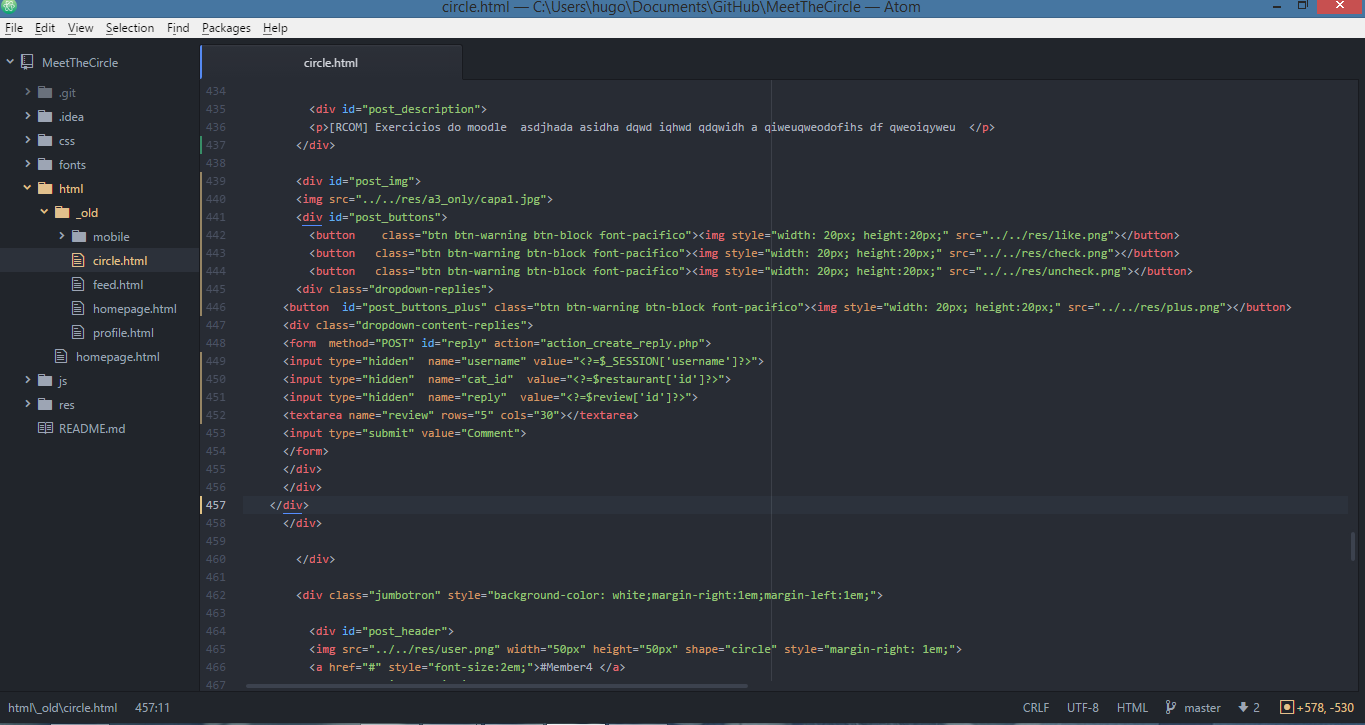 circle.html — C:\Users\hugo\Documents\GitHub\MeetTheCircle — Atom
File Edit View Selection Find Packages Help
MeetTheCircle
.git
.idea
css
fonts
html
_old
mobile
circle.html
feed.html
homepage.html
profile.html
homepage.html
js
res
README.md
circle.html
434
435 <div id="post_description">
436 <p>[RCOM] Exercicios do moodle  asdjhada asidha dqwd iqhwd qdqwidh a qiweuqweodofihs df qweoiqyweu  </p>
437 </div>
438
439 <div id="post_img">
440 <img src="../../res/a3_only/capa1.jpg">
441 <div id="post_buttons">
442 <button    class="btn btn-warning btn-block font-pacifico"><img style="width: 20px; height:20px;" src="../../res/like.png"></button>
443 <button   class="btn btn-warning btn-block font-pacifico"><img style="width: 20px; height:20px;" src="../../res/check.png"></button>
444 <button   class="btn btn-warning btn-block font-pacifico"><img style="width: 20px; height:20px;" src="../../res/uncheck.png"></button>
445 <div class="dropdown-replies">
446 <button  id="post_buttons_plus" class="btn btn-warning btn-block font-pacifico"><img style="width: 20px; height:20px;" src="../../res/plus.png"></button>
447 <div class="dropdown-content-replies">
448 <form  method="POST" id="reply" action="action_create_reply.php">
449 <input type="hidden"  name="username" value="<?=$_SESSION['username']?>">
450 <input type="hidden"  name="cat_id"  value="<?=$restaurant['id']?>">
451 <input type="hidden"  name="reply"  value="<?=$review['id']?>">
452 <textarea name="review" rows="5" cols="30"></textarea>
453 <input type="submit" value="Comment">
454 </form>
455 </div>
456 </div>
457 </div>
458 </div>
459
460 </div>
461
462 <div class="jumbotron" style="background-color: white;margin-right:1em;margin-left:1em;">
463
464 <div id="post_header">
465 <img src="../../res/user.png" width="50px" height="50px" shape="circle" style="margin-right: 1em;">
466 <a href="#" style="font-size:2em;">#Member4 </a>
467
html\_old\circle.html 457:11 CRLF UTF-8 HTML master 2 +578, -530